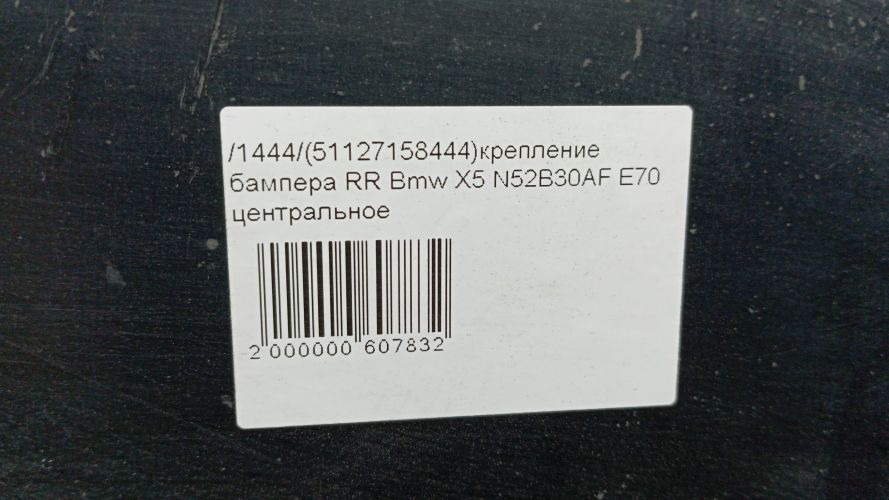 /1444/(51127158444)крепление
бампера RR Bmw X5 N52B30AF E70
центральное
2 000000 607832